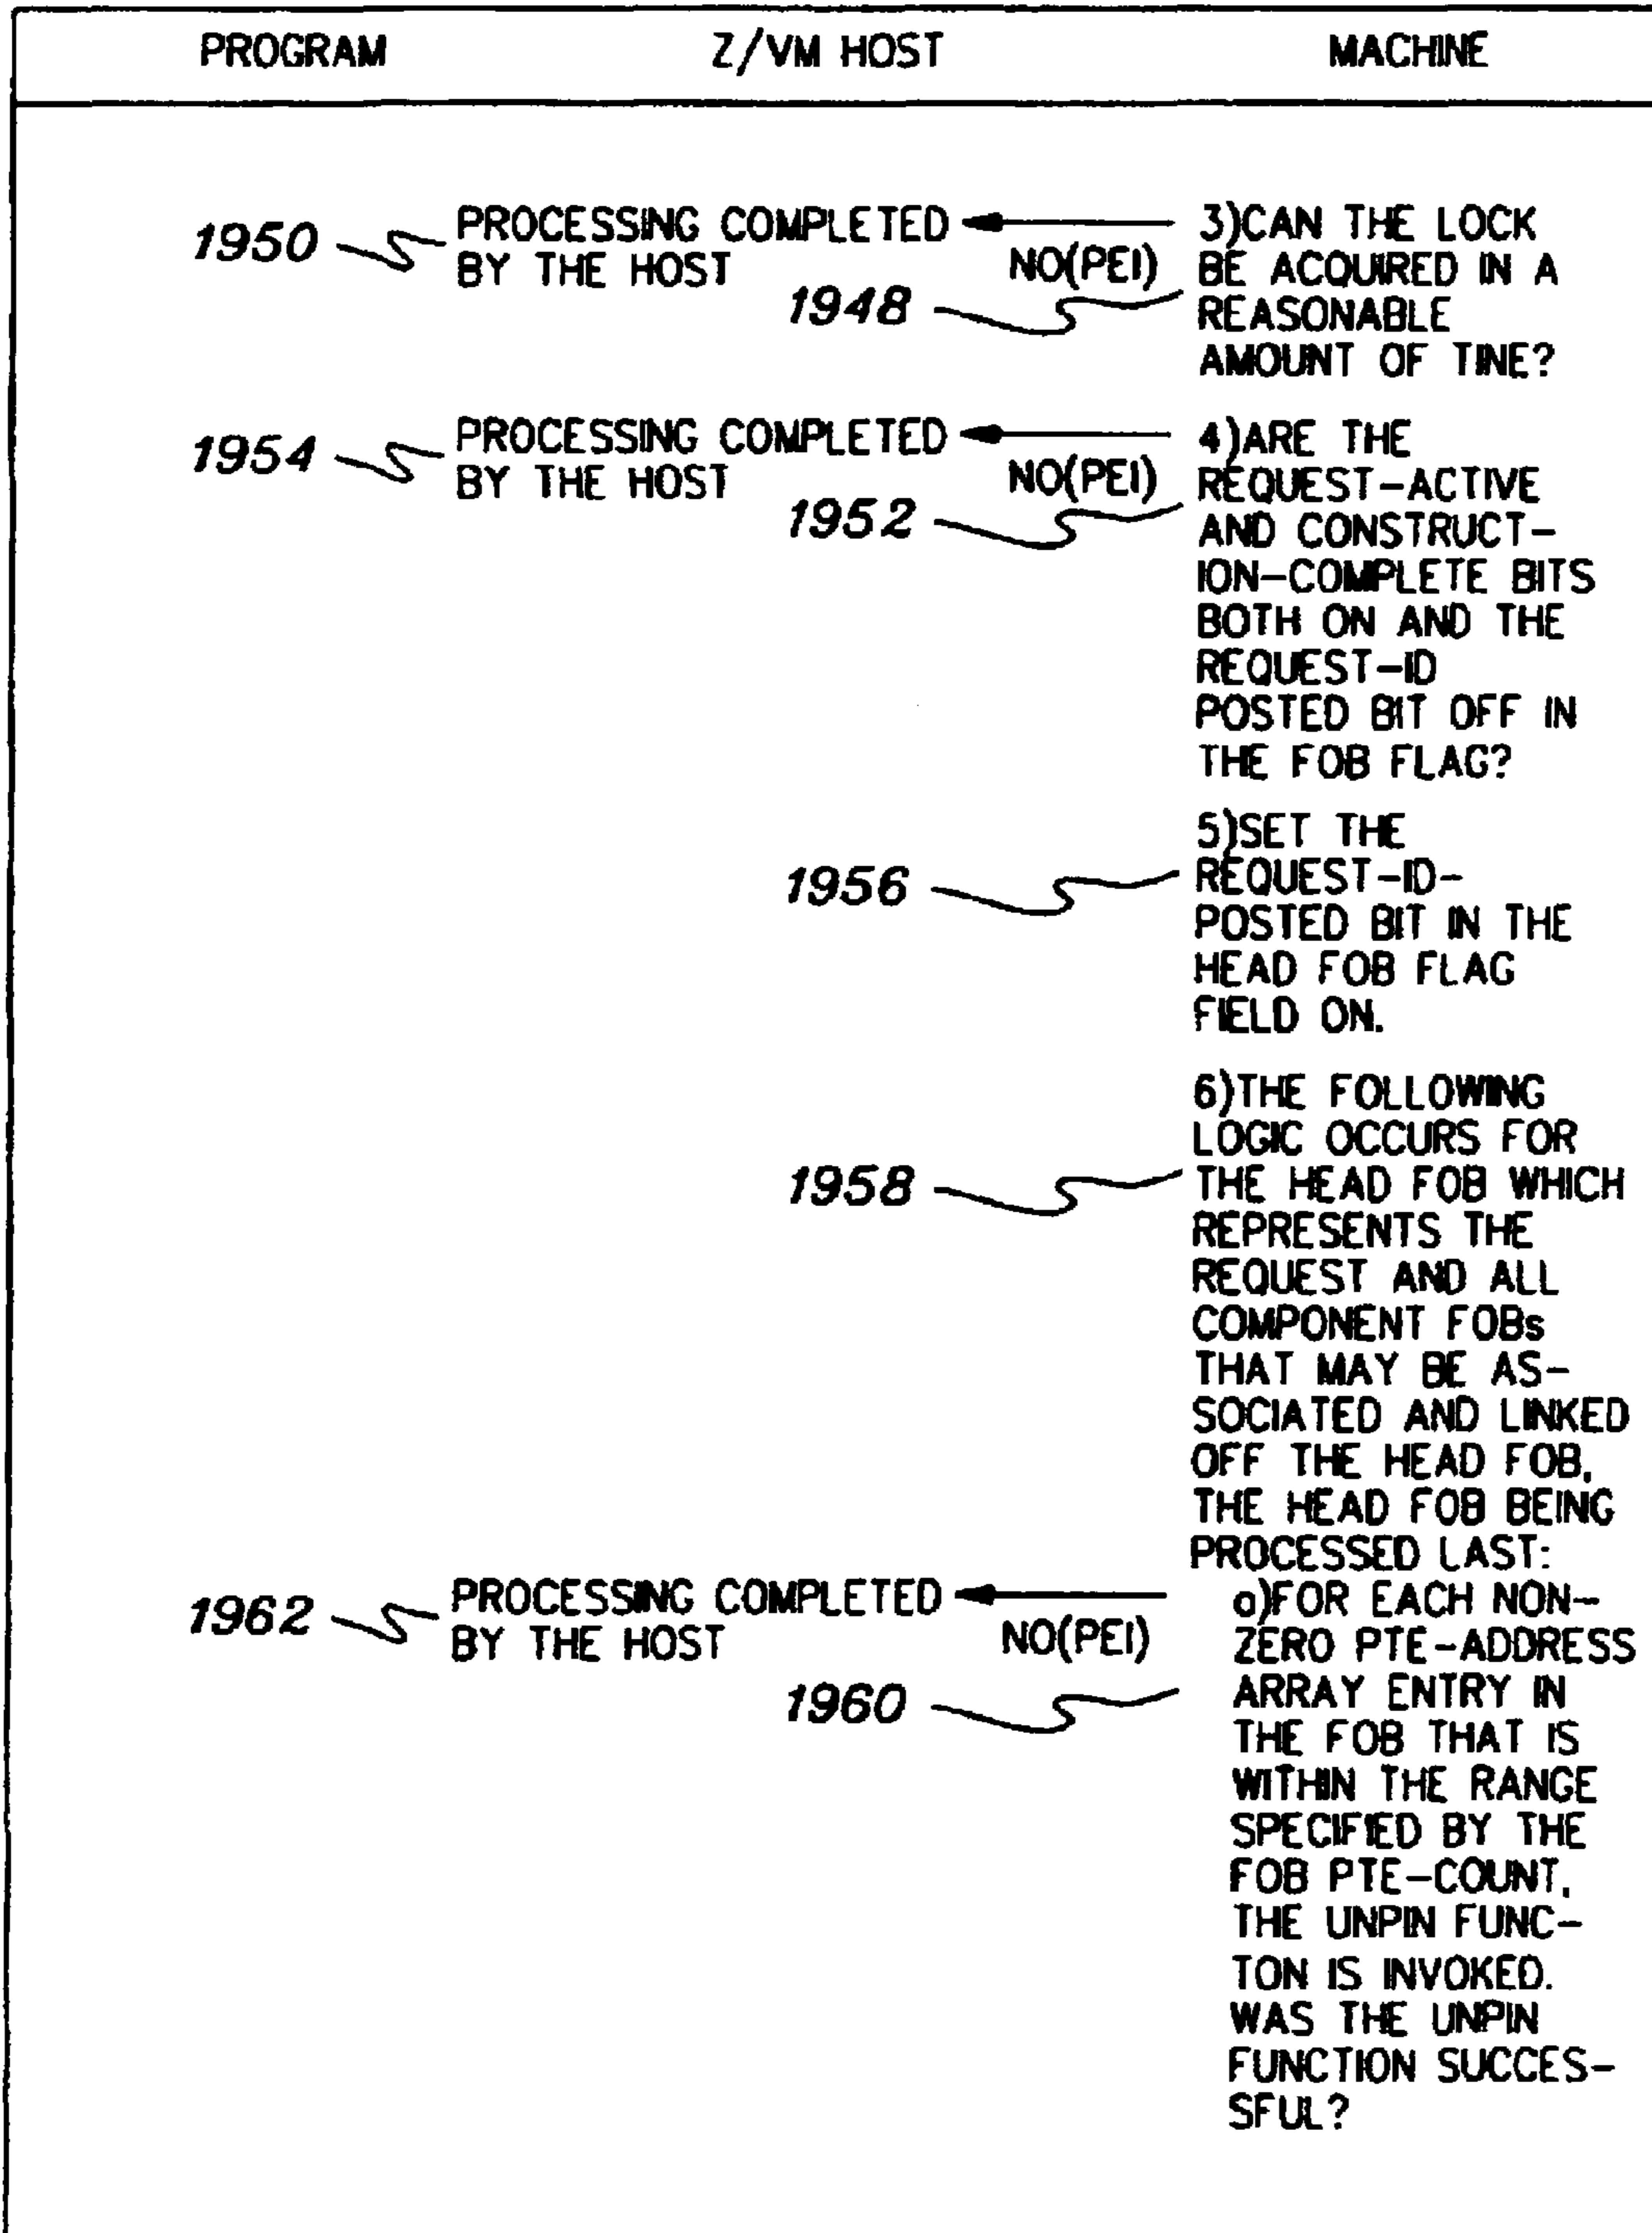 PROGRAM Z/VM HOST MACHINE
1950 PROCESSING COMPLETED 3)CAN THE LOCK
BY THE HOST NO(PEI) BE ACQUIRED IN A
1948 REASONABLE
AMOUNT OF TINE?
1954 PROCESSING COMPLETED 4)ARE THE
BY THE HOST NO(PEI) REQUEST-ACTIVE
1952 AND CONSTRUCT-
ION-COMPLETE BITS
BOTH ON AND THE
REQUEST-ID
POSTED BIT OFF IN
THE FOB FLAG?
5)SET THE
1956 REQUEST-ID-
POSTED BIT IN THE
HEAD FOB FLAG
FIELD ON.
6)THE FOLLOWING
LOGIC OCCURS FOR
1958 THE HEAD FOB WHICH
REPRESENTS THE
REQUEST AND ALL
COMPONENT FOBs
THAT MAY BE AS-
SOCIATED AND LINKED
OFF THE HEAD FOB,
THE HEAD FOB BEING
PROCESSED LAST:
1962 PROCESSING COMPLETED a)FOR EACH NON-
BY THE HOST NO(PEI) ZERO PTE-ADDRESS
1960 ARRAY ENTRY IN
THE FOB THAT IS
WITHIN THE RANGE
SPECIFIED BY THE
FOB PTE-COUNT,
THE UNPIN FUNC-
TON IS INVOKED.
WAS THE UNPIN
FUNCTION SUCCES-
SFUL?